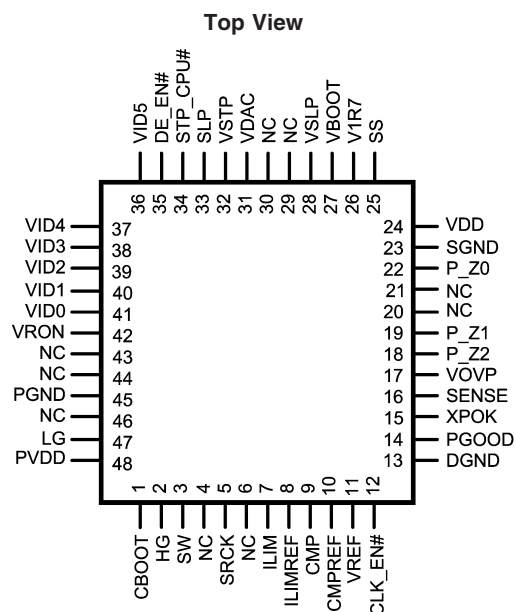 Top View
VID5
DE_EN#
STP_CPU#
SLP
VSTP
VDAC
NC
NC
VSLP
VBOOT
V1R7
SS
36
35
34
33
32
31
30
29
28
27
26
25
VID4 37
VID3 38
VID2 39
VID1 40
VID0 41
VRON 42
NC 43
NC 44
PGND 45
NC 46
LG 47
PVDD 48
24 VDD
23 SGND
22 P_Z0
21 NC
20 NC
19 P_Z1
18 P_Z2
17 VOVP
16 SENSE
15 XPOK
14 PGOOD
13 DGND
1
2
3
4
5
6
7
8
9
10
11
12
CBOOT
HG
SW
NC
SRCK
NC
ILIM
ILIMREF
CMP
CMPREF
VREF
CLK_EN#